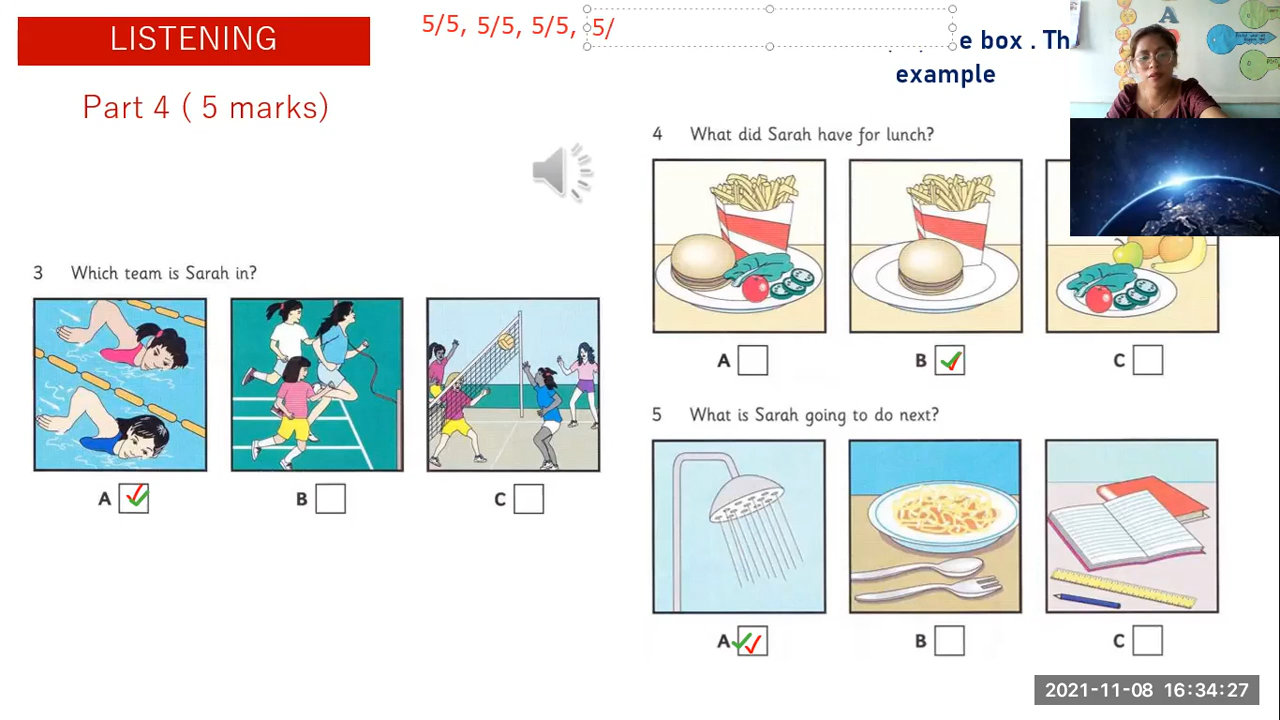 LISTENING
5/5, 5/5, 5/5, 5/
e box . Th
example
Part 4 ( 5 marks)
4 What did Sarah have for lunch?
A B C
3 Which team is Sarah in?
A B C
5 What is Sarah going to do next?
A B C
2021-11-08 16:34:27